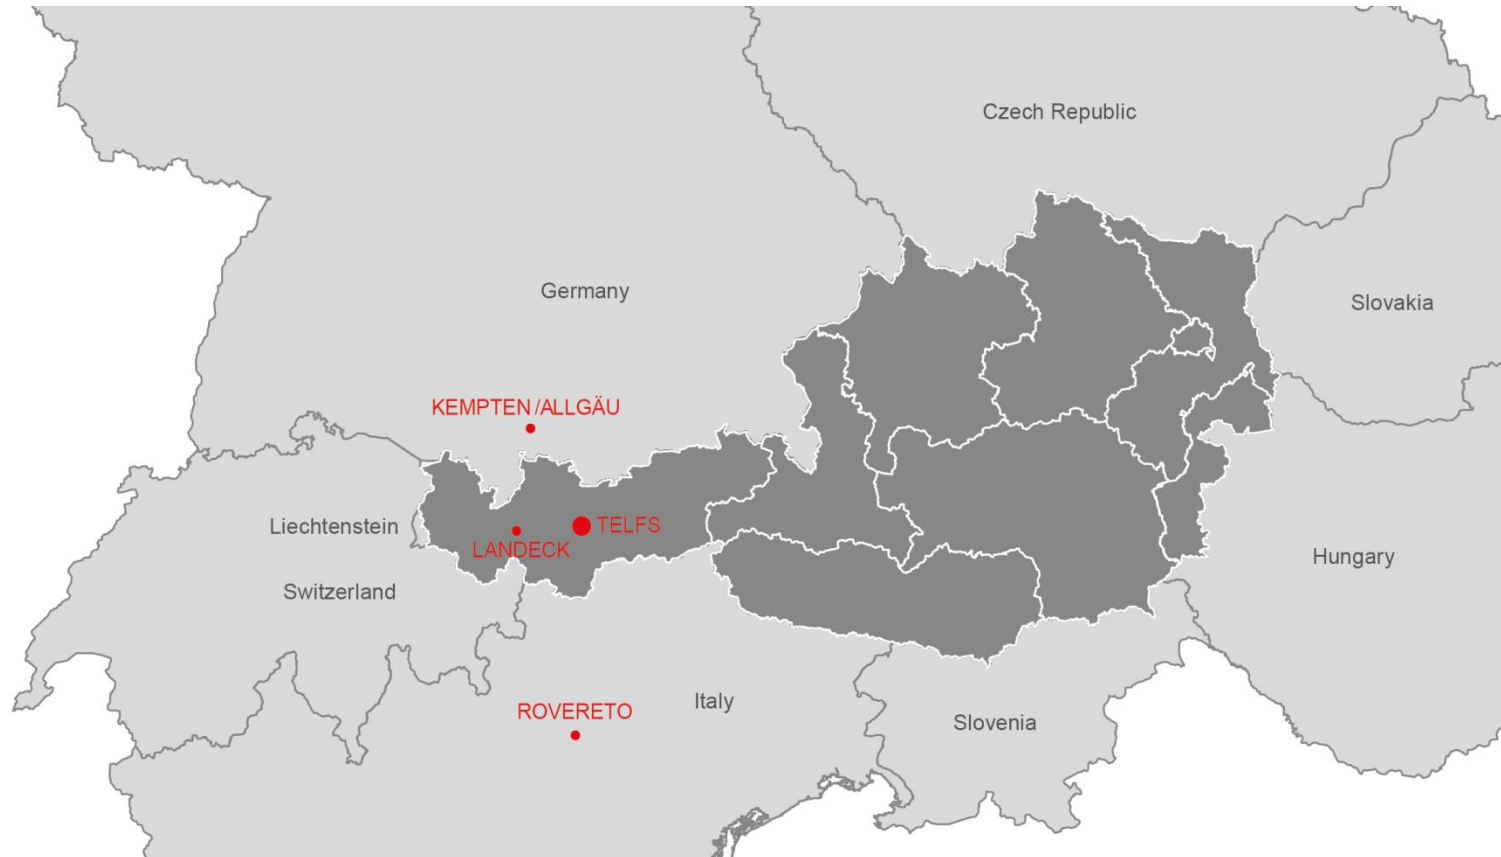 Czech Republic
Germany
Slovakia
KEMPTEN/ALLGÄU
Liechtenstein
TELFS
LANDECK
Hungary
Switzerland
Italy
ROVERETO
Slovenia